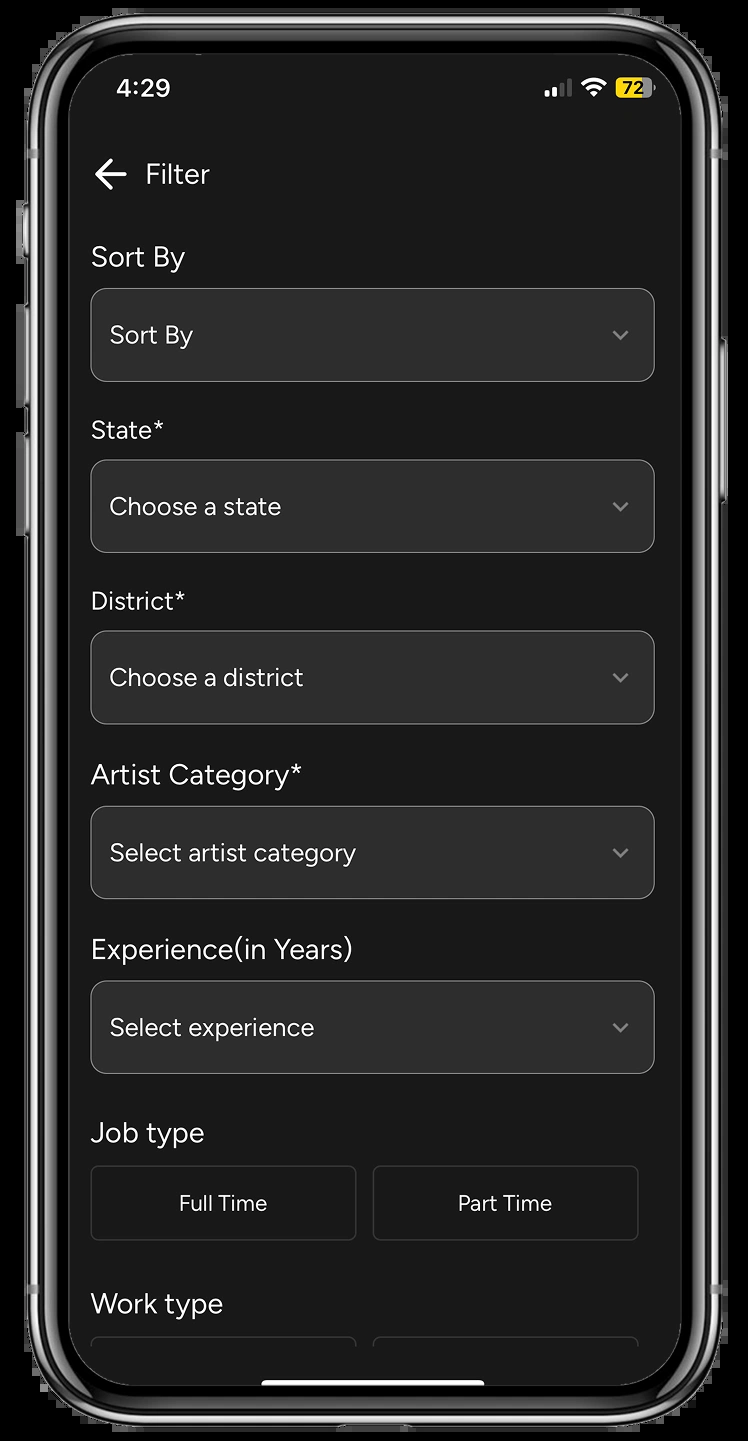 4:29
72
Filter
Sort By
Sort By
State*
Choose a state
District*
Choose a district
Artist Category*
Select artist category
Experience(in Years)
Select experience
Job type
Full Time
Part Time
Work type